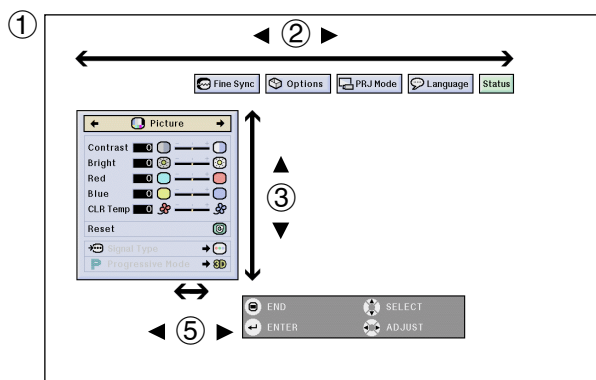 ①
◄ ② ►
Fine Sync Options PRJ Mode Language Status
← Picture →
Contrast 0
Bright 0
Red 0
Blue 0
CLR Temp 0
Reset
Signal Type
P Progressive Mode → 3D
▲
③
▼
◄ ⑤ ►
END SELECT
ENTER ADJUST